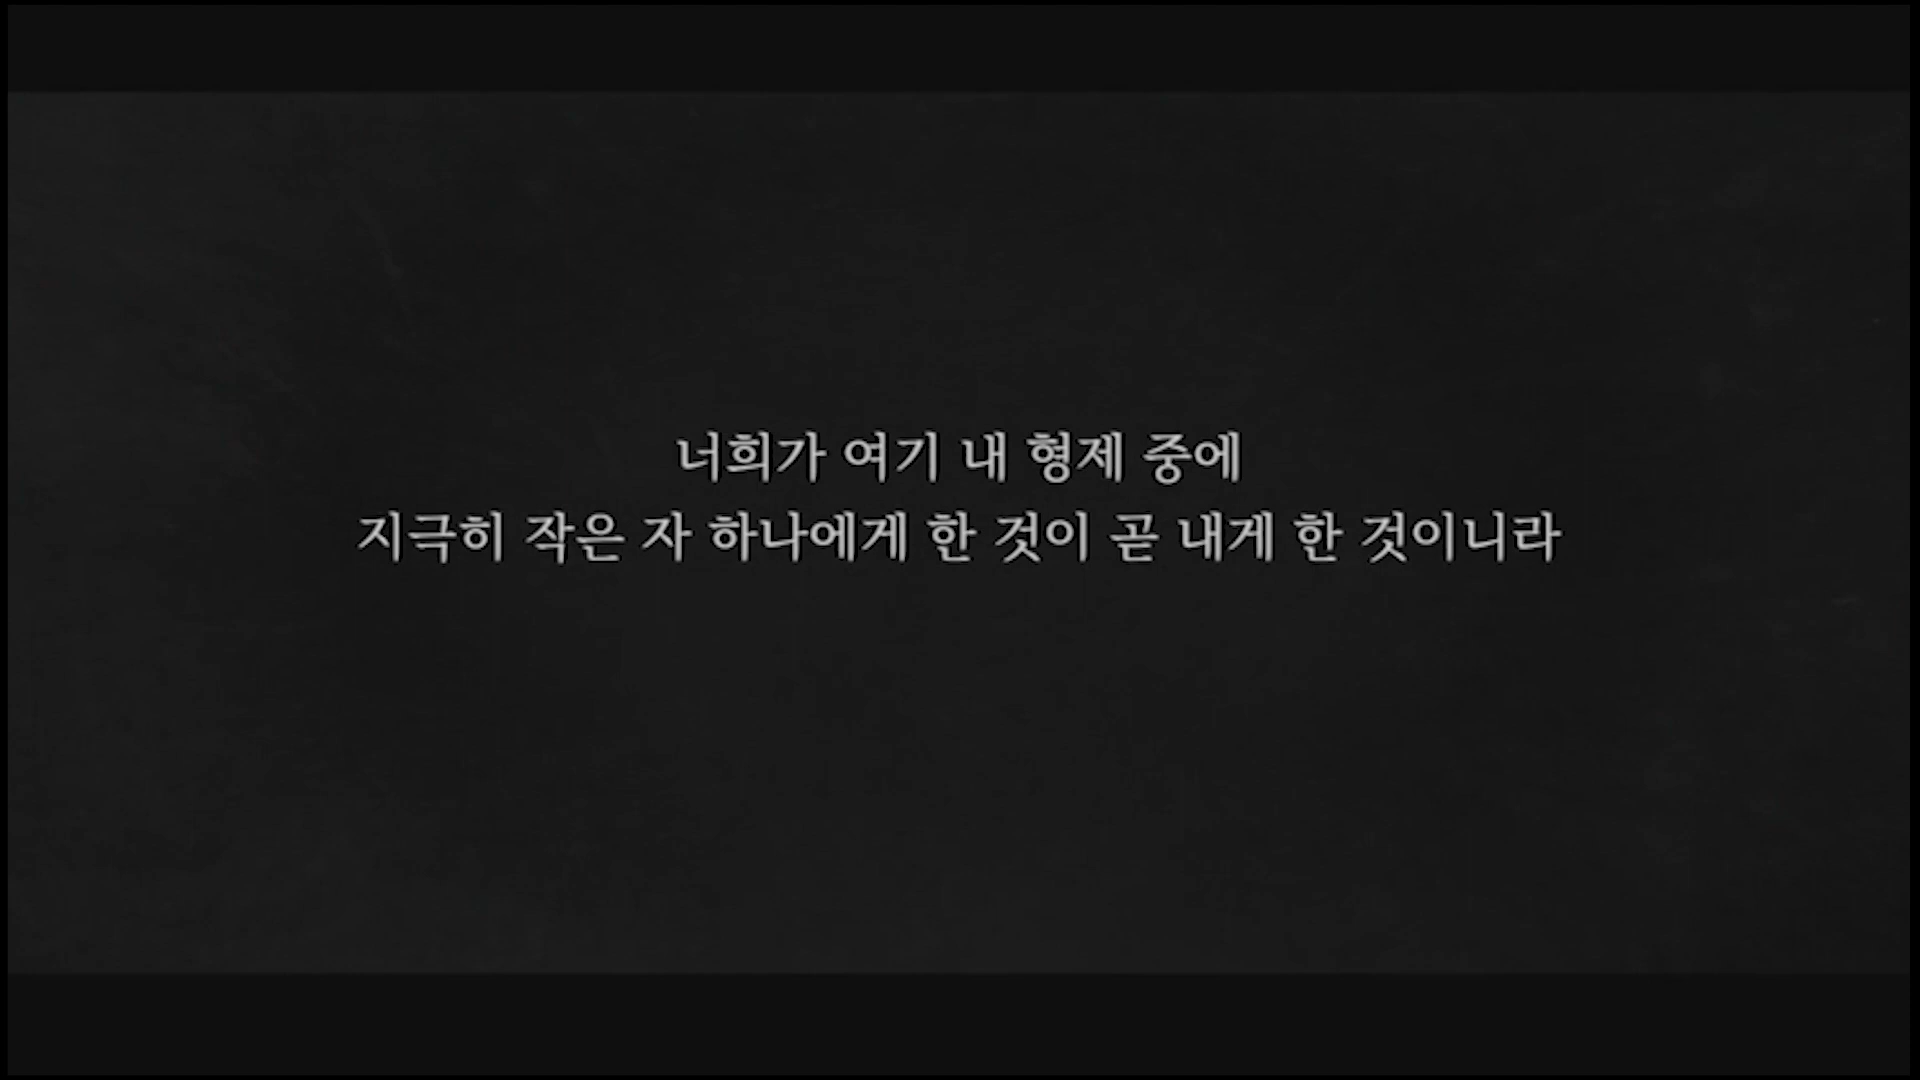 너희가 여기 내 형제 중에
지극히 작은 자 하나에게 한 것이 곧 내게 한 것이니라